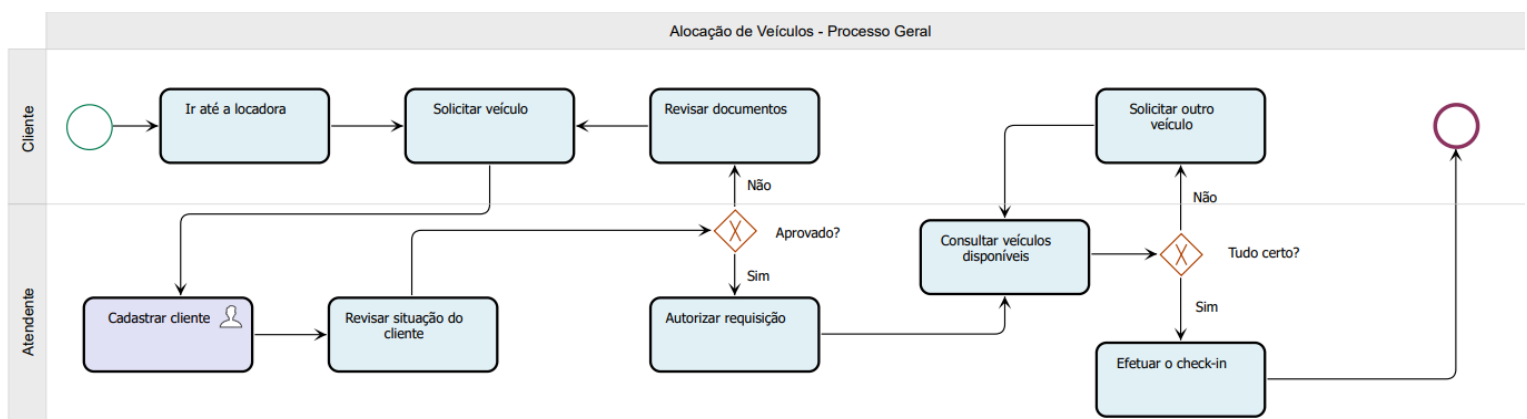 Alocação de Veículos - Processo Geral
Cliente
Ir até a locadora
Solicitar veículo
Revisar documentos
Solicitar outro
veículo
Não
Não
Atendente
Aprovado?
Consultar veículos
disponíveis
Tudo certo?
Sim
Sim
Cadastrar cliente
Revisar situação do
cliente
Autorizar requisição
Efetuar o check-in